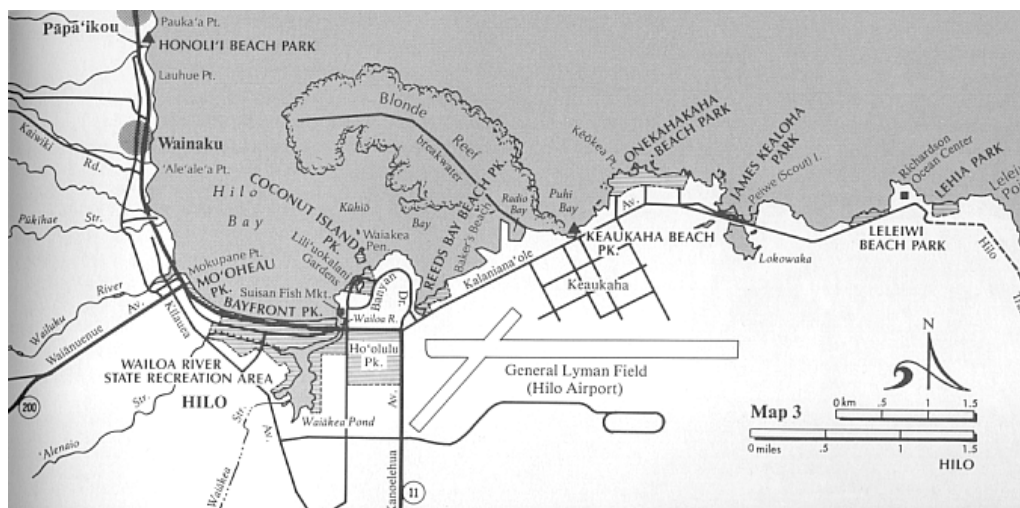 Pāpā'ikou
Pauka'a Pt.
HONOLI'I BEACH PARK
Lauhue Pt.
Kaiwiki
Rd.
Wainaku
'Ale'ale'a Pt.
Pūkihae Str.
Hilo
Bay
Blonde
Reef
breakwater
Kūhiō
Bay
COCONUT ISLAND
PK.
Lili'uokalani
Gardens
Waiakea
Pen.
REEDS BAY BEACH PK.
Baker's Beach
Radio
Bay
Puhi
Bay
Kēōkea Pt.
ONEKAHAKAHA
BEACH PARK
JAMES KEALOHA
PARK
Peiwe (Scout) I.
Richardson
Ocean Center
LEHIA PARK
Mokupane Pt.
MO'OHEAU
PK.
Suisan Fish Mkt.
BAYFRONT PK.
Banyan
Dr.
Wailoa R.
Kalaniana'ole
Av.
KEAUKAHA BEACH
PK.
Keaukaha
Lokowaka
LELEIWI
BEACH PARK
Hilo
River
Wailuku
Waiānuenue
Av.
Kilauea
WAILOA RIVER
STATE RECREATION AREA
HILO
200
Str.
'Alenaio
Ho'olulu
Pk.
Waiākea Pond
Av.
Str.
Waiākea
Av.
Kanoelehua
11
General Lyman Field
(Hilo Airport)
N
Map 3
0 km .5 1 1.5
0 miles .5 1 1.5
HILO